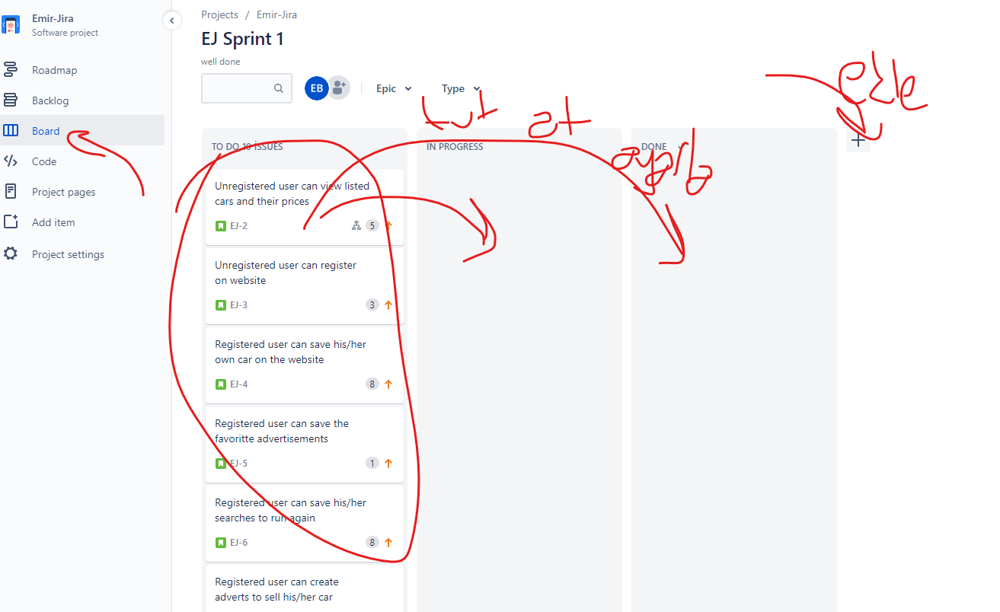 Emir-Jira
Software project
Roadmap
Backlog
Board
Code
Project pages
Add item
Project settings
Projects / Emir-Jira
EJ Sprint 1
well done
EB
Epic
Type
ekle
tut
at
ayarla
TO DO 10 ISSUES
Unregistered user can view listed
cars and their prices
EJ-2
5
Unregistered user can register
on website
EJ-3
3
Registered user can save his/her
own car on the website
EJ-4
8
Registered user can save the
favoritte advertisements
EJ-5
1
Registered user can save his/her
searches to run again
EJ-6
8
Registered user can create
adverts to sell his/her car
IN PROGRESS
DONE